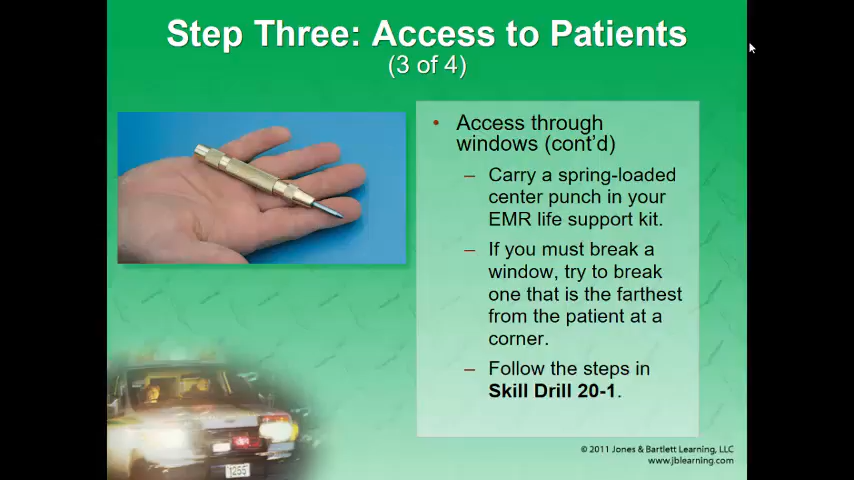 Step Three: Access to Patients
(3 of 4)
• Access through
windows (cont'd)
– Carry a spring-loaded
center punch in your
EMR life support kit.
– If you must break a
window, try to break
one that is the farthest
from the patient at a
corner.
– Follow the steps in
Skill Drill 20-1.
1265
© 2011 Jones & Bartlett Learning, LLC
www.jblearning.com